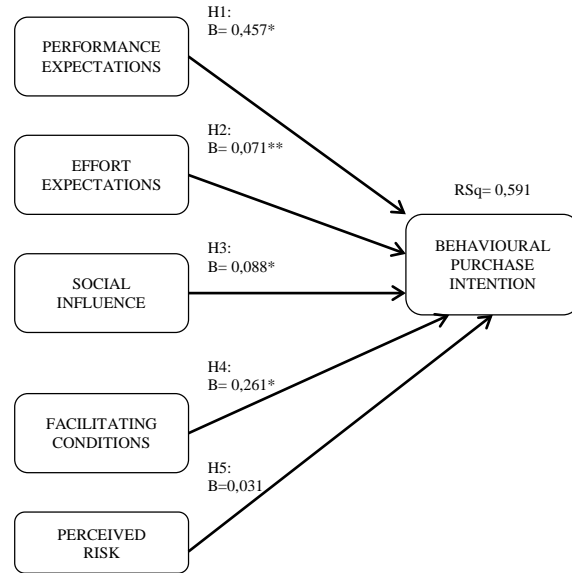 H1:
B= 0,457*
PERFORMANCE
EXPECTATIONS
H2:
B= 0,071**
EFFORT
EXPECTATIONS
RSq= 0,591
H3:
B= 0,088*
SOCIAL
INFLUENCE
BEHAVIOURAL
PURCHASE
INTENTION
H4:
B= 0,261*
FACILITATING
CONDITIONS
H5:
B=0,031
PERCEIVED
RISK